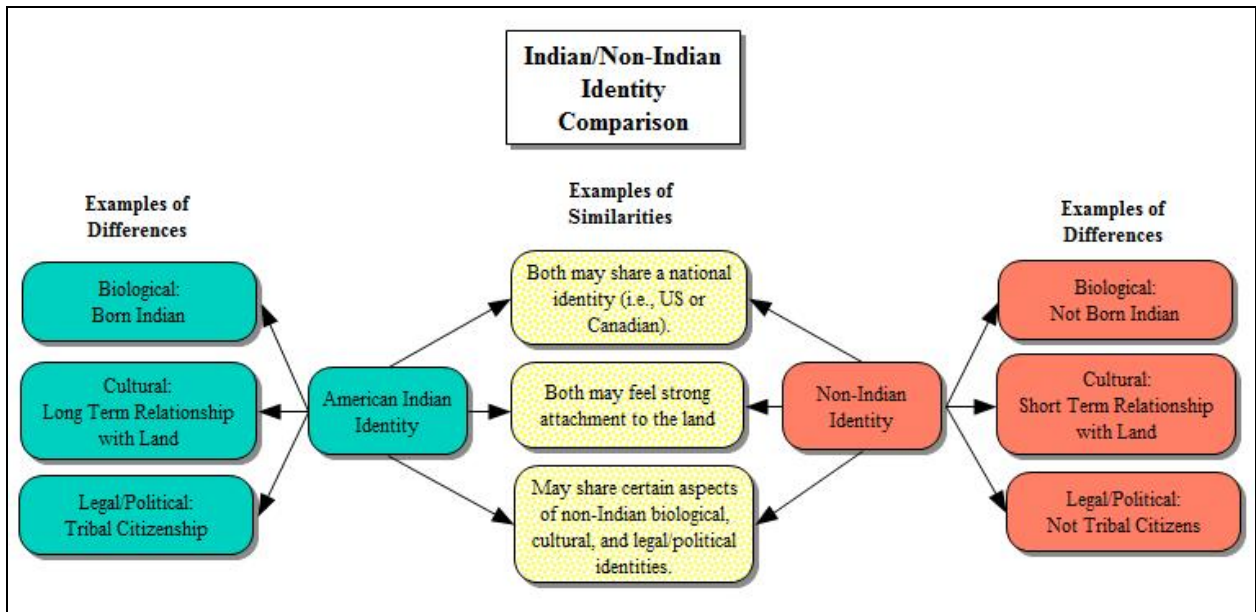 Indian/Non-Indian
Identity
Comparison
Examples of
Differences
Biological:
Born Indian
Cultural:
Long Term Relationship
with Land
Legal/Political:
Tribal Citizenship
American Indian
Identity
Examples of
Similarities
Both may share a national
identity (i.e., US or
Canadian).
Both may feel strong
attachment to the land
May share certain aspects
of non-Indian biological,
cultural, and legal/political
identities.
Non-Indian
Identity
Examples of
Differences
Biological:
Not Born Indian
Cultural:
Short Term Relationship
with Land
Legal/Political:
Not Tribal Citizens